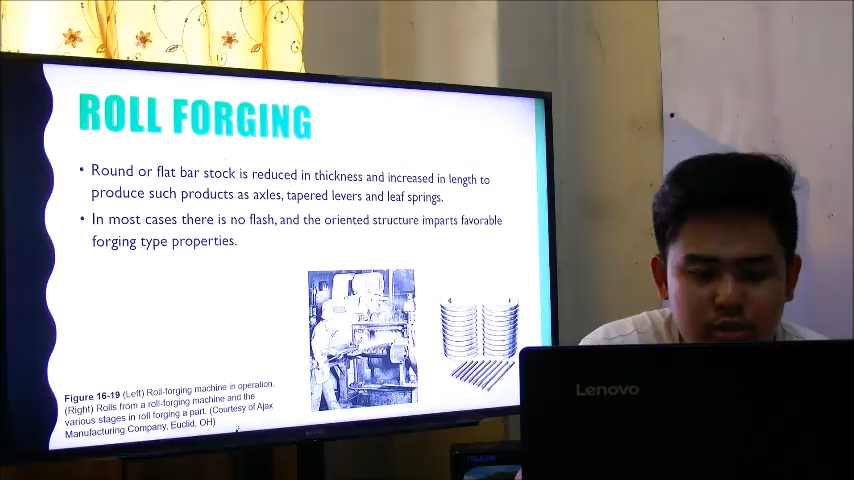 ROLL FORGING
• Round or flat bar stock is reduced in thickness and increased in length to
produce such products as axles, tapered levers and leaf springs.
• In most cases there is no flash, and the oriented structure imparts favorable
forging type properties.
Figure 16-19 (Left) Roll-forging machine in operation.
(Right) Rolls from a roll-forging machine and the
various stages in roll forging a part. (Courtesy of Ajax
Manufacturing Company, Euclid, OH)
Lenovo